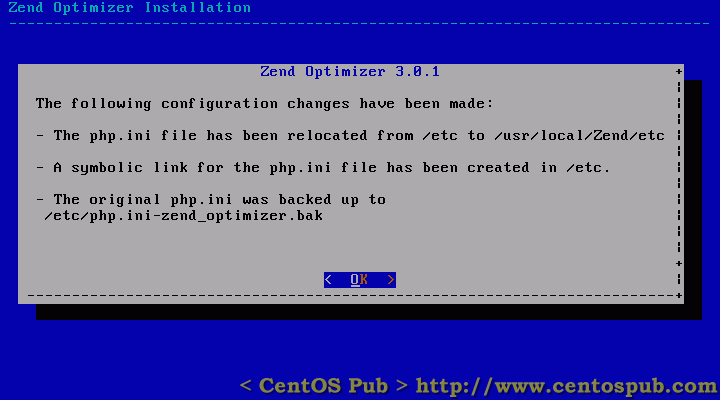 Zend Optimizer Installation
Zend Optimizer 3.0.1
The following configuration changes have been made:
- The php.ini file has been relocated from /etc to /usr/local/Zend/etc
- A symbolic link for the php.ini file has been created in /etc.
- The original php.ini was backed up to
/etc/php.ini-zend_optimizer.bak
< OK >
< CentOS Pub > http://www.centospub.com